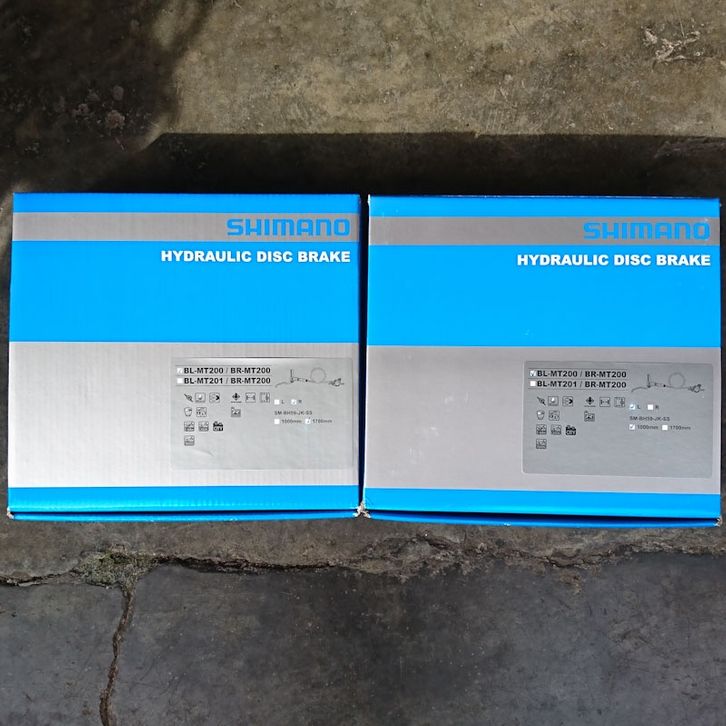 SHIMANO
HYDRAULIC DISC BRAKE
BL-MT200 / BR-MT200
BL-MT201 / BR-MT200
L R
SM-BH59-JK-SS
1000mm 1700mm
SHIMANO
HYDRAULIC DISC BRAKE
BL-MT200 / BR-MT200
BL-MT201 / BR-MT200
L R
SM-BH59-JK-SS
1000mm 1700mm